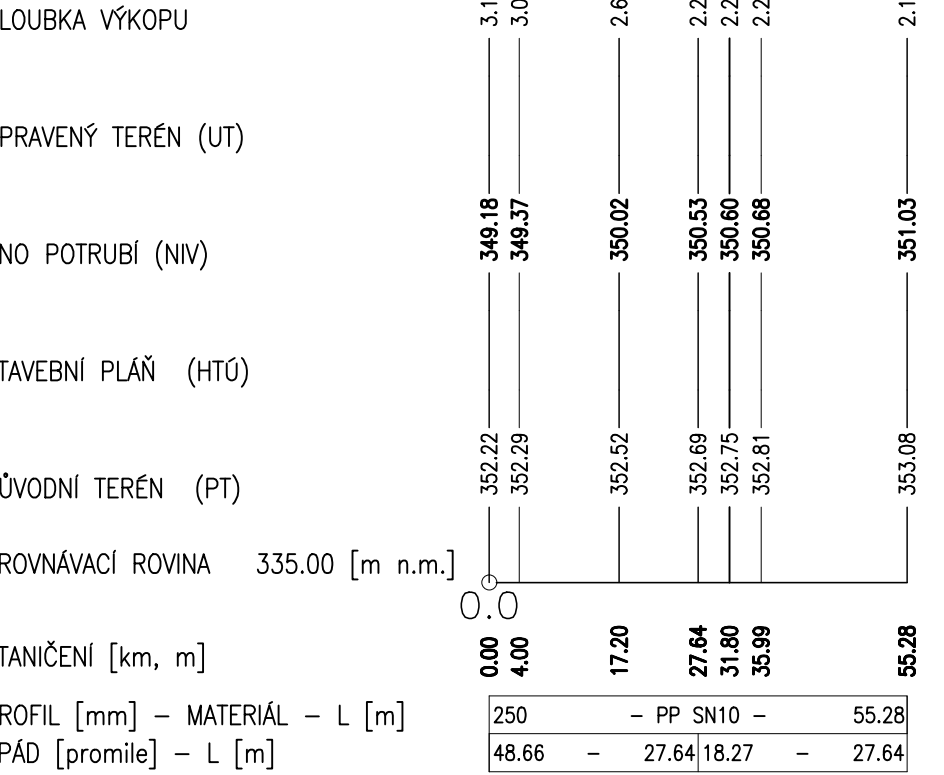 LOUBKA VÝKOPU 3.1 3.0 2.6 2.2 2.2 2.2 2.1
PRAVENÝ TERÉN (UT)
NO POTRUBÍ (NIV) 349.18 349.37 350.02 350.53 350.60 350.68 351.03
TAVEBNÍ PLÁŇ (HTÚ)
ŮVODNÍ TERÉN (PT) 352.22 352.29 352.52 352.69 352.75 352.81 353.08
ROVNÁVACÍ ROVINA 335.00 [m n.m.]
0.0
TANIČENÍ [km, m] 0.00 4.00 17.20 27.64 31.80 35.99 55.28
ROFIL [mm] – MATERIÁL – L [m] 250 – PP SN10 – 55.28
PÁD [promile] – L [m] 48.66 – 27.64 18.27 – 27.64